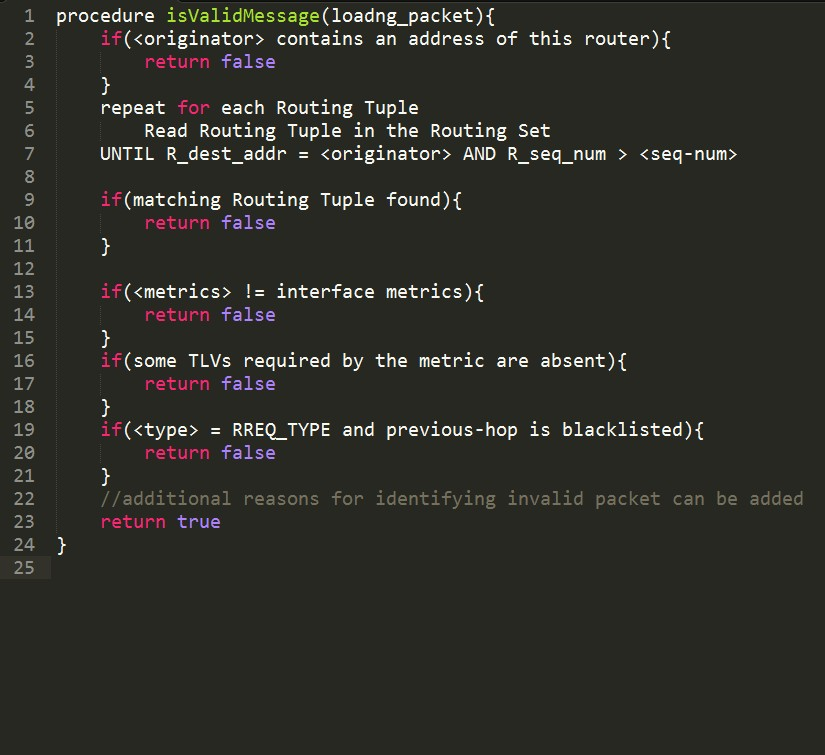 1 procedure isValidMessage(loadng_packet){
2 if(<originator> contains an address of this router){
3 return false
4 }
5 repeat for each Routing Tuple
6 Read Routing Tuple in the Routing Set
7 UNTIL R_dest_addr = <originator> AND R_seq_num > <seq-num>
8
9 if(matching Routing Tuple found){
10 return false
11 }
12
13 if(<metrics> != interface metrics){
14 return false
15 }
16 if(some TLVs required by the metric are absent){
17 return false
18 }
19 if(<type> = RREQ_TYPE and previous-hop is blacklisted){
20 return false
21 }
22 //additional reasons for identifying invalid packet can be added
23 return true
24 }
25